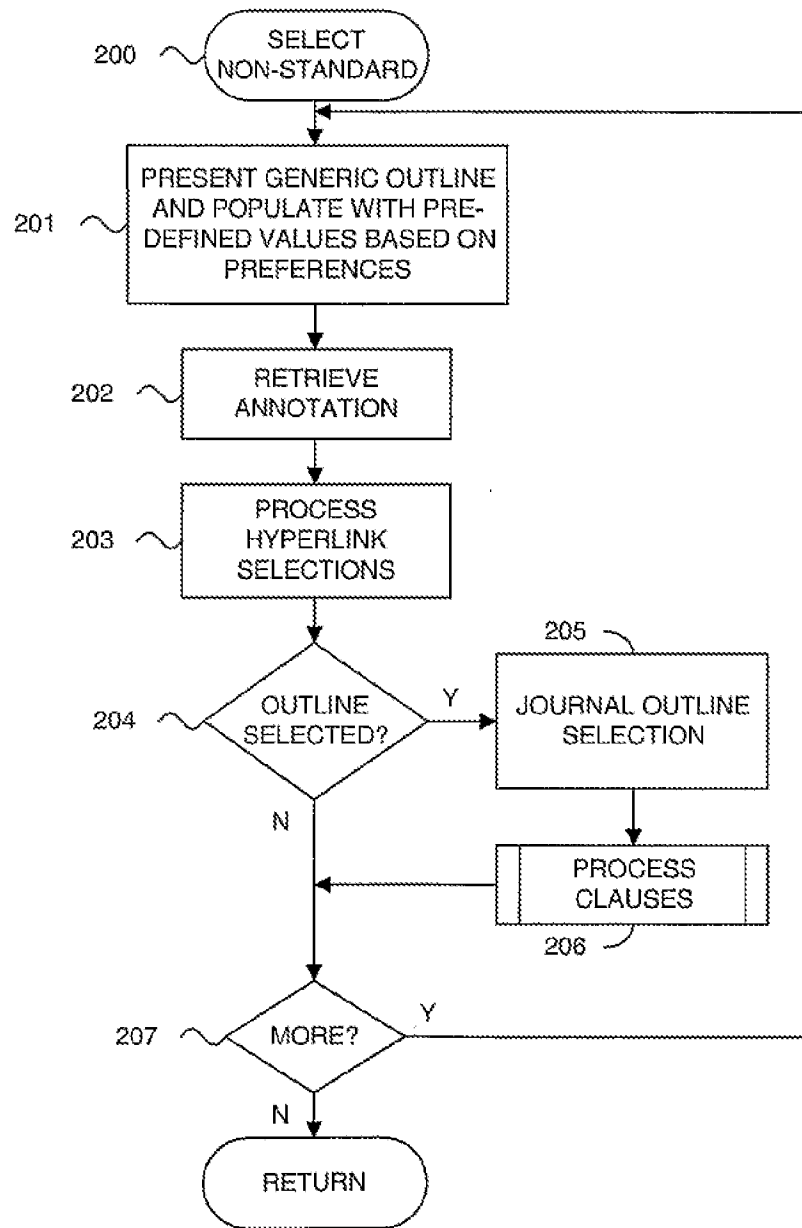 200
SELECT
NON-STANDARD
201
PRESENT GENERIC OUTLINE
AND POPULATE WITH PRE-
DEFINED VALUES BASED ON
PREFERENCES
202
RETRIEVE
ANNOTATION
203
PROCESS
HYPERLINK
SELECTIONS
204
OUTLINE
SELECTED?
Y
N
205
JOURNAL OUTLINE
SELECTION
PROCESS
CLAUSES
206
207
MORE?
Y
N
RETURN